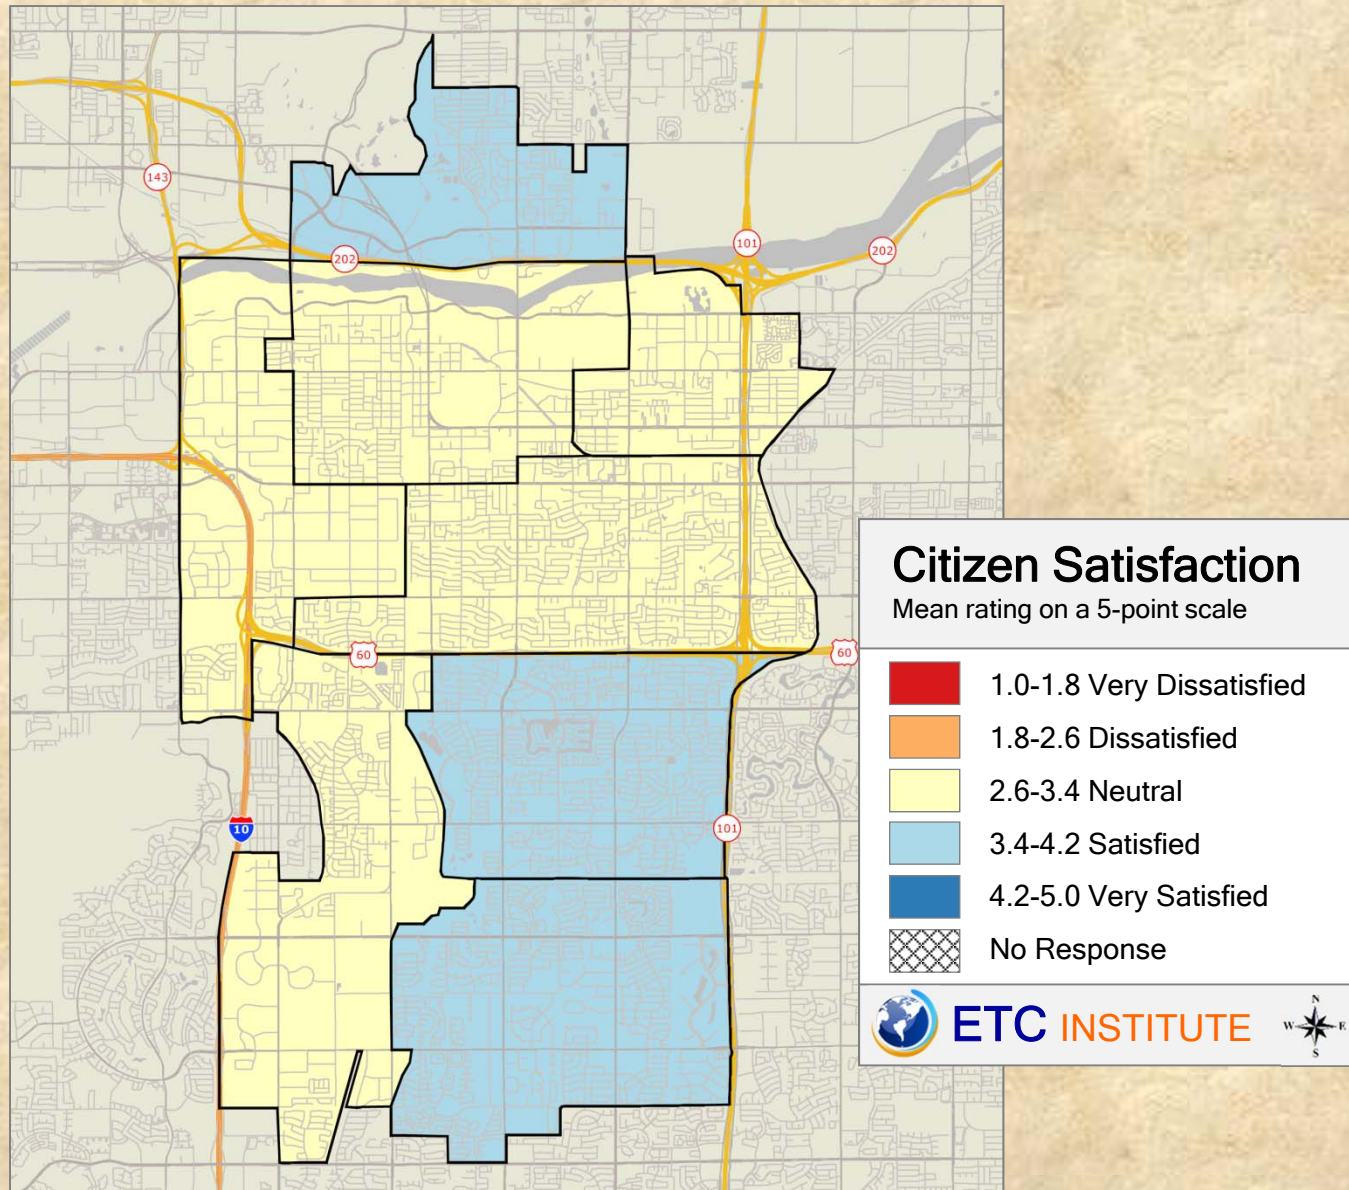 143
202
101
202
60
60
10
101
Citizen Satisfaction
Mean rating on a 5-point scale
1.0-1.8 Very Dissatisfied
1.8-2.6 Dissatisfied
2.6-3.4 Neutral
3.4-4.2 Satisfied
4.2-5.0 Very Satisfied
No Response
ETC INSTITUTE
N
W E
S